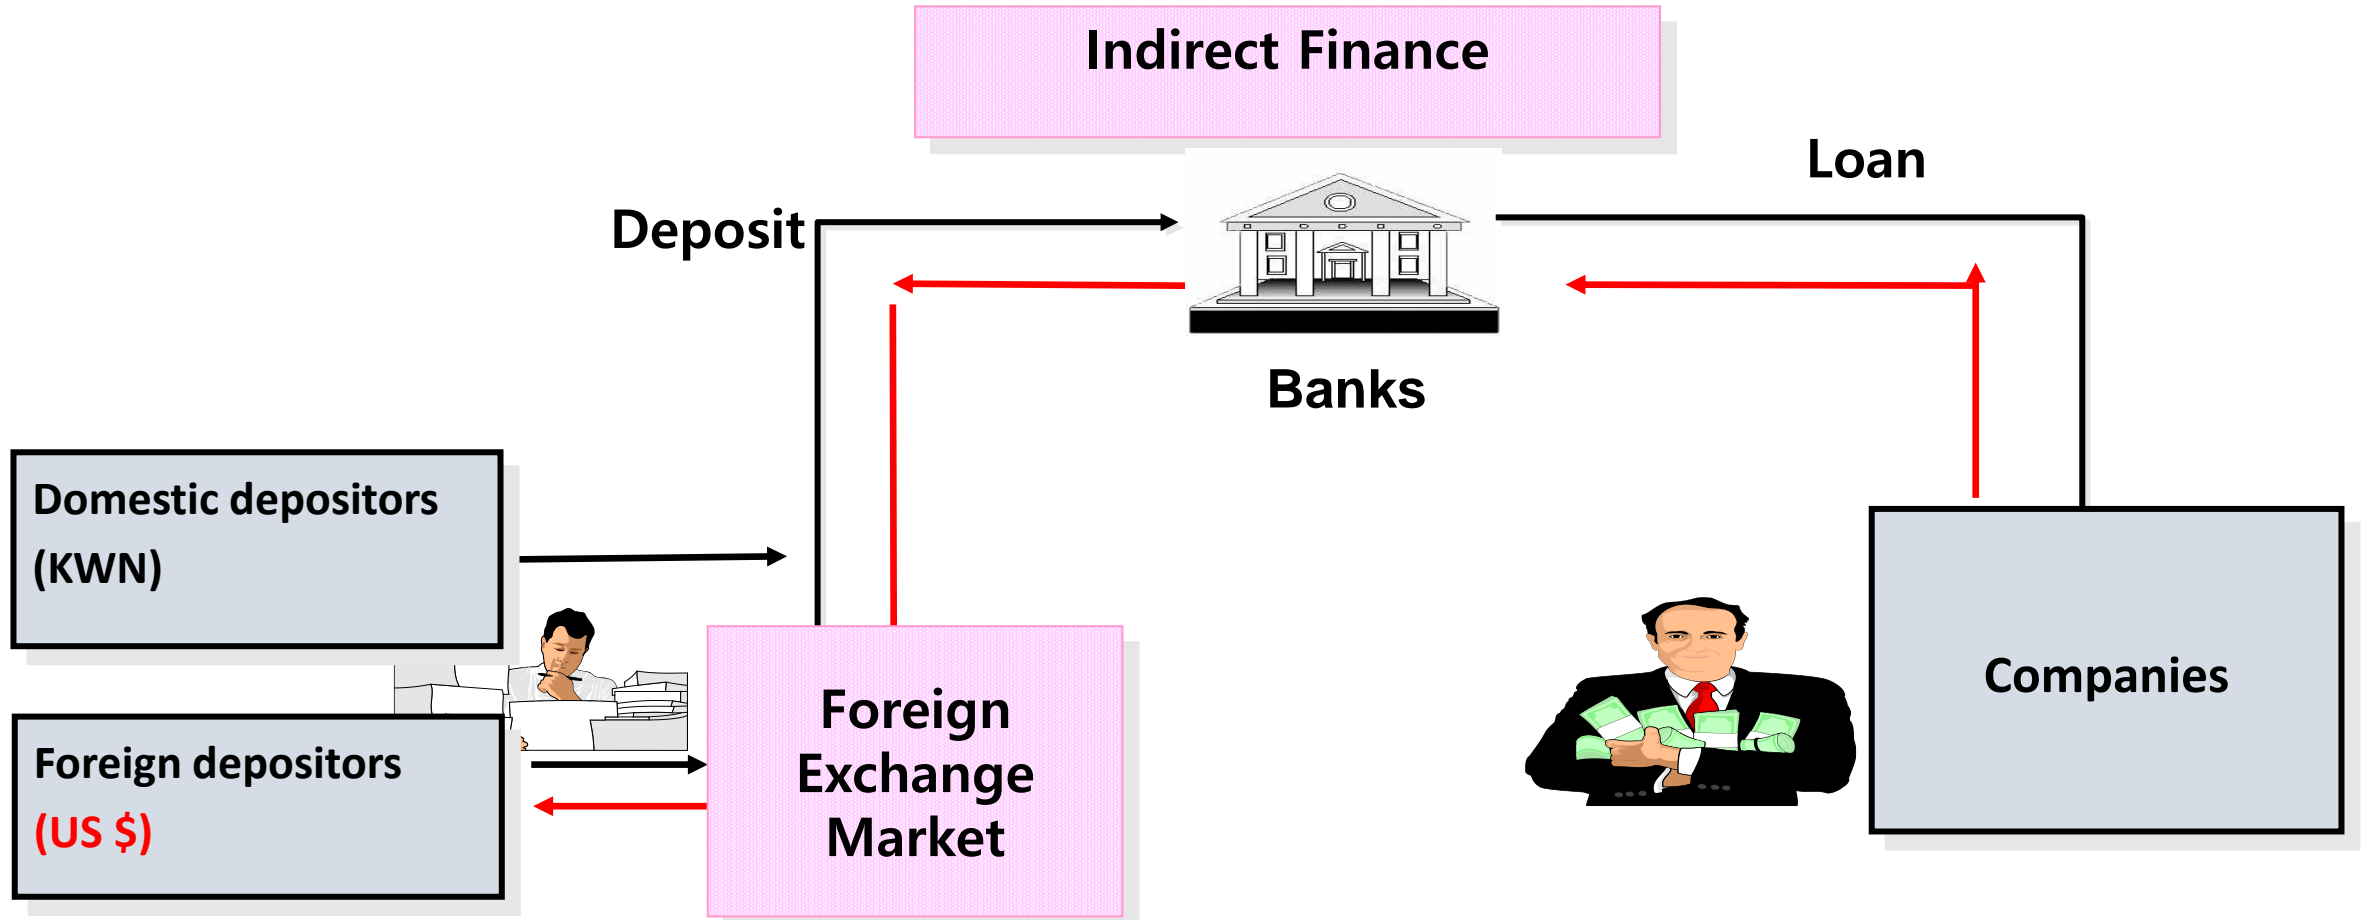 Indirect Finance
Loan
Deposit
Banks
Domestic depositors
(KWN)
Foreign depositors
(US $)
Foreign
Exchange
Market
Companies